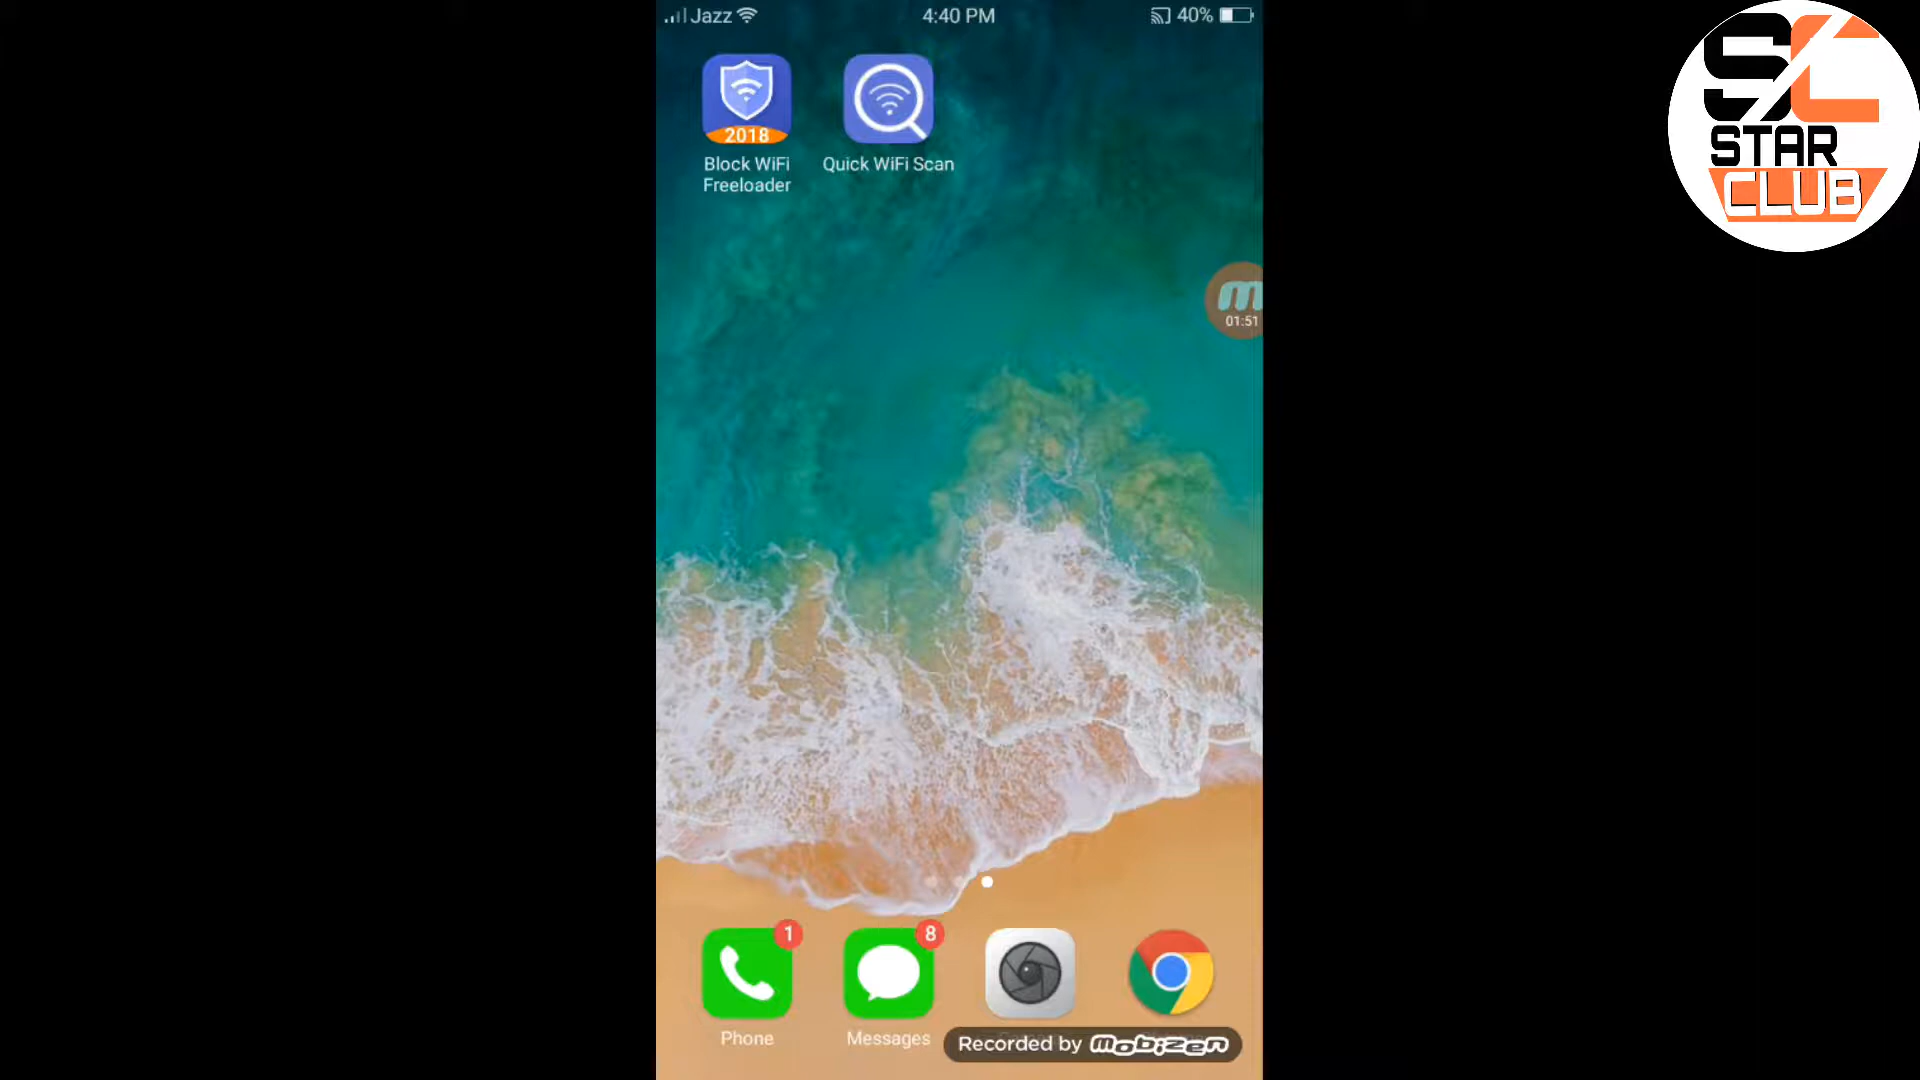 Jazz 4:40 PM 40%
2018
Block WiFi
Freeloader
Quick WiFi Scan
SC
STAR
CLUB
m
01:51
1
8
Phone
Messages
Recorded by Mobizen